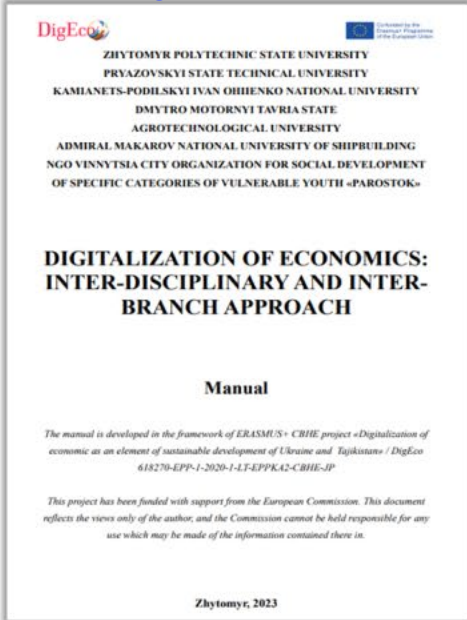 DigEco
Co-funded by the
Erasmus+ Programme
of the European Union
ZHYTOMYR POLYTECHNIC STATE UNIVERSITY
PRYAZOVSKYI STATE TECHNICAL UNIVERSITY
KAMIANETS-PODILSKYI IVAN OHIIENKO NATIONAL UNIVERSITY
DMYTRO MOTORNYI TAVRIA STATE
AGROTECHNOLOGICAL UNIVERSITY
ADMIRAL MAKAROV NATIONAL UNIVERSITY OF SHIPBUILDING
NGO VINNYTSIA CITY ORGANIZATION FOR SOCIAL DEVELOPMENT
OF SPECIFIC CATEGORIES OF VULNERABLE YOUTH «PAROSTOK»
DIGITALIZATION OF ECONOMICS:
INTER-DISCIPLINARY AND INTER-
BRANCH APPROACH
Manual
The manual is developed in the framework of ERASMUS+ CBHE project «Digitalization of
economic as an element of sustainable development of Ukraine and Tajikistan» / DigEco
618270-EPP-1-2020-1-LT-EPPKA2-CBHE-JP
This project has been funded with support from the European Commission. This document
reflects the views only of the author, and the Commission cannot be held responsible for any
use which may be made of the information contained there in.
Zhytomyr, 2023